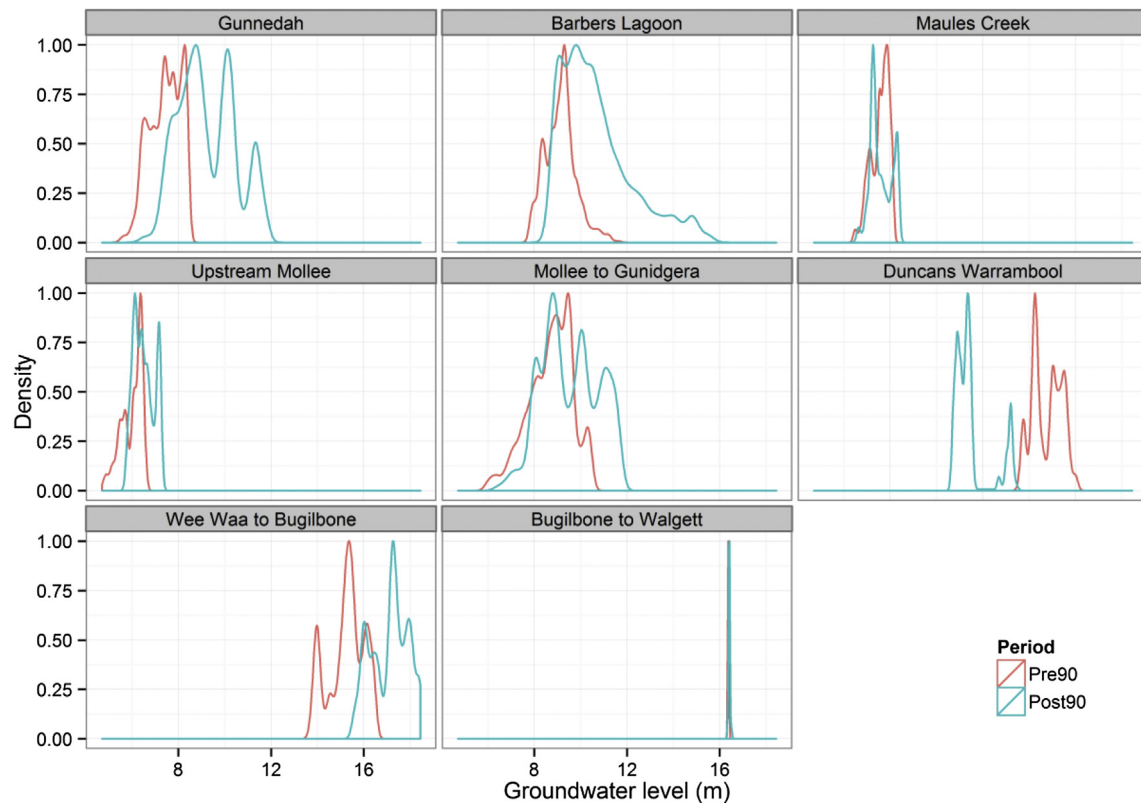 Gunnedah
Barbers Lagoon
Maules Creek
1.00
0.75
0.50
0.25
0.00
Upstream Mollee
Mollee to Gunidgera
Duncans Warrambool
1.00
0.75
0.50
0.25
0.00
Density
Wee Waa to Bugilbone
Bugilbone to Walgett
1.00
0.75
0.50
0.25
0.00
Period
Pre90
Post90
8 12 16
8 12 16
Groundwater level (m)